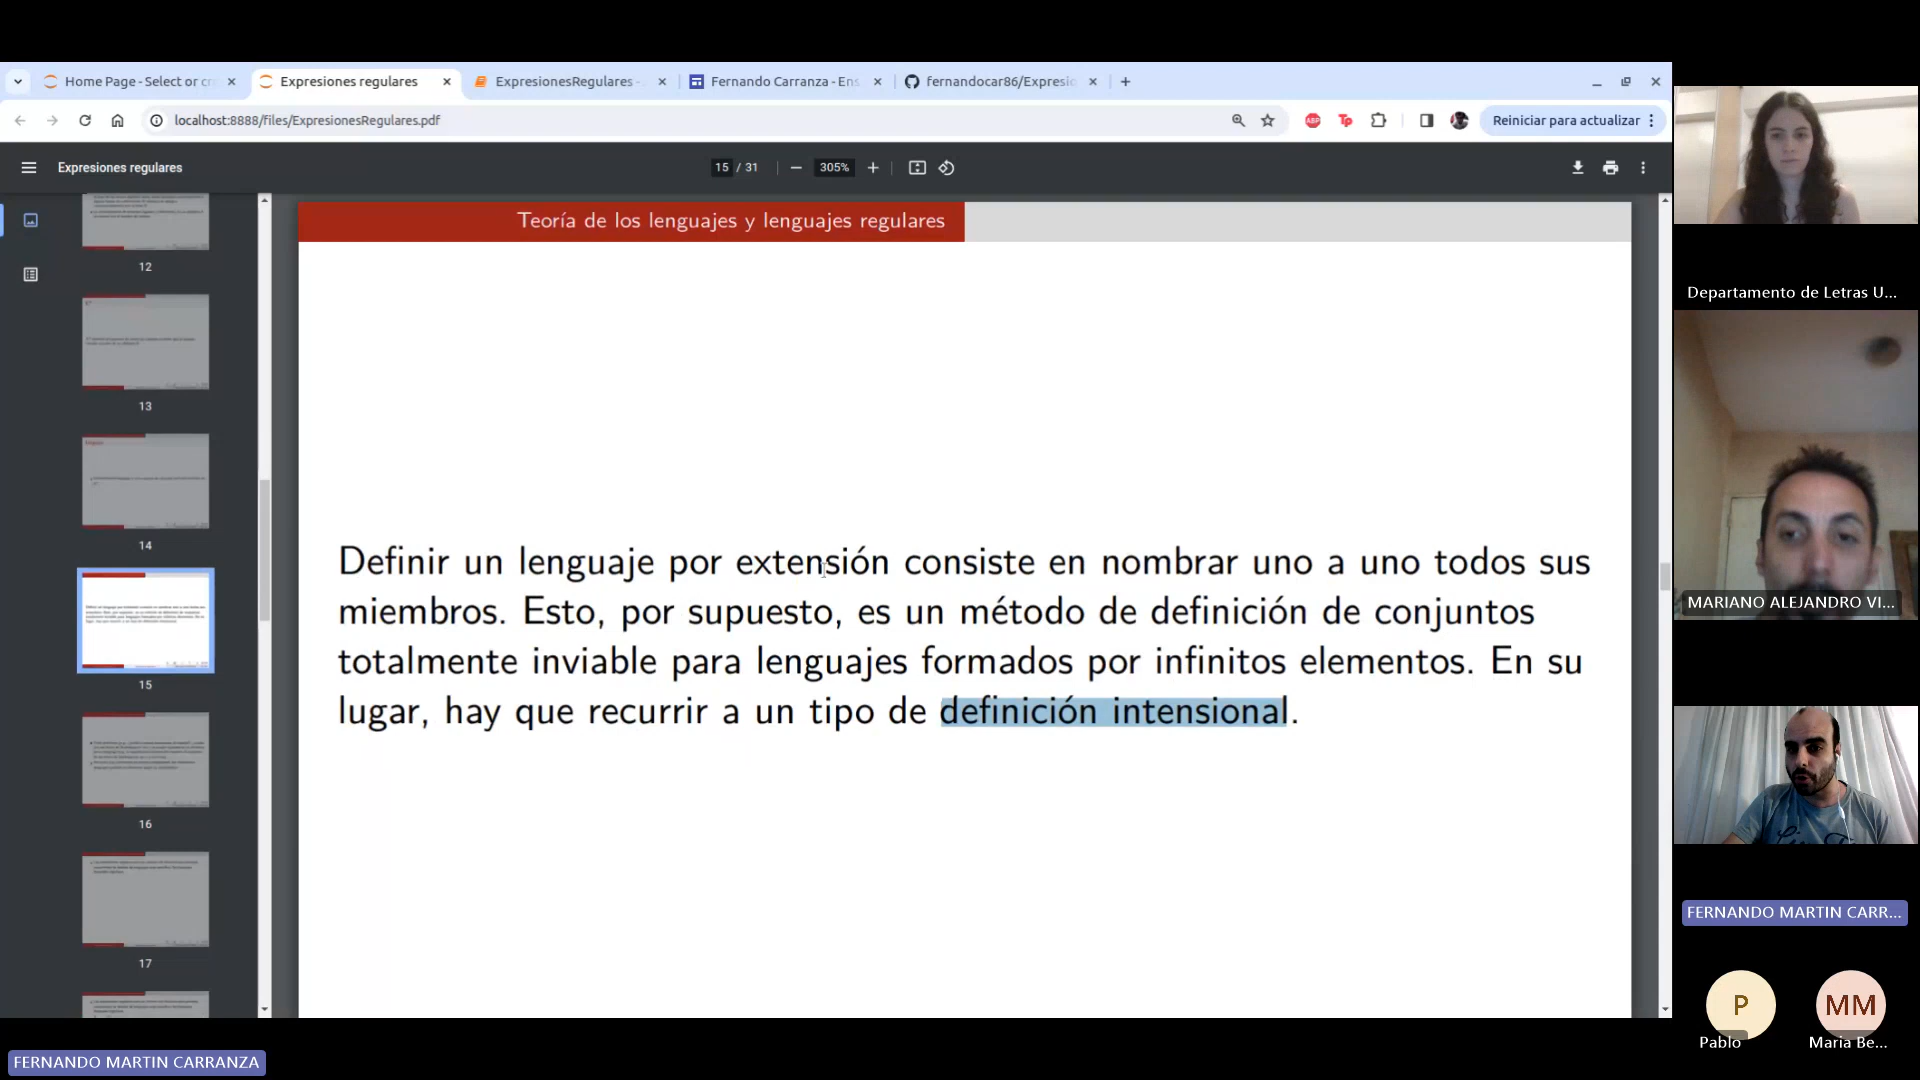 Home Page - Select or cr
Expresiones regulares
ExpresionesRegulares -
Fernando Carranza - Ens
fernandocar86/Expresio
localhost:8888/files/ExpresionesRegulares.pdf
Reiniciar para actualizar
Expresiones regulares
15 / 31
305%
Teoría de los lenguajes y lenguajes regulares
12
13
14
15
16
17
Definir un lenguaje por extensión consiste en nombrar uno a uno todos sus
miembros. Esto, por supuesto, es un método de definición de conjuntos
totalmente inviable para lenguajes formados por infinitos elementos. En su
lugar, hay que recurrir a un tipo de definición intensional.
Departamento de Letras U...
MARIANO ALEJANDRO VI...
FERNANDO MARTIN CARR...
P
MM
Pablo
Maria Be...
FERNANDO MARTIN CARRANZA